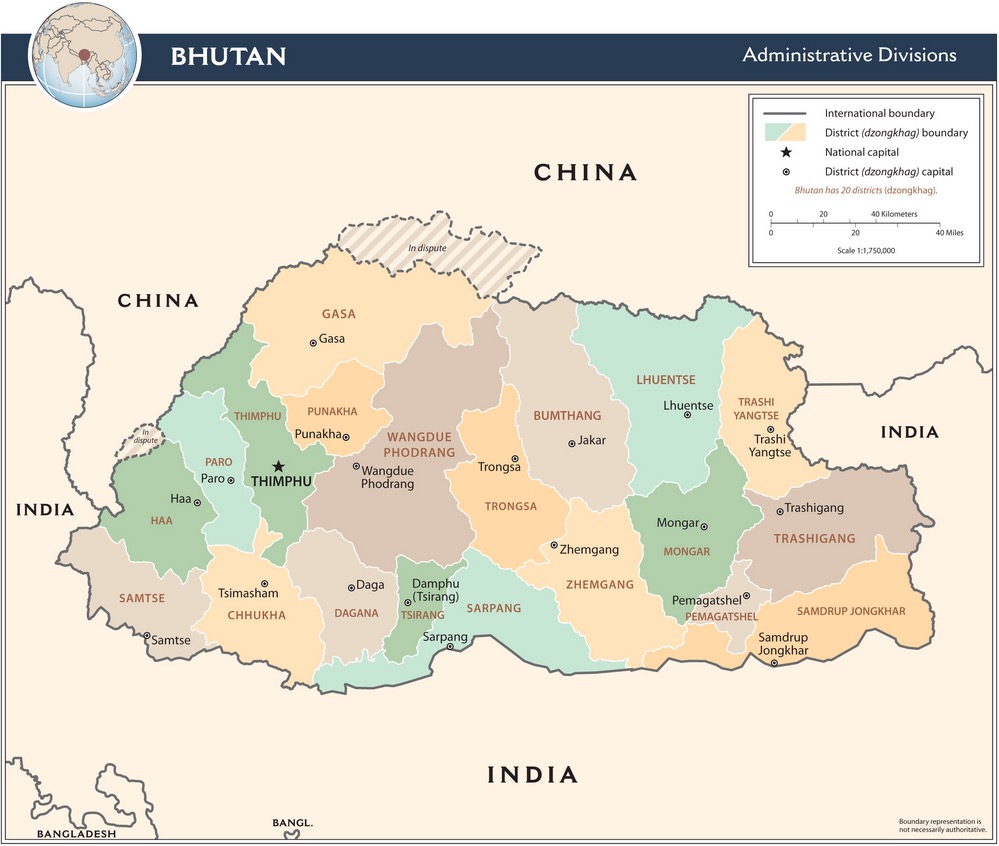 BHUTAN
Administrative Divisions
International boundary
District (dzongkhag) boundary
National capital
District (dzongkhag) capital
Bhutan has 20 districts (dzongkhag).
0 20 40 Kilometers
0 20 40 Miles
Scale 1:1,750,000
CHINA
In dispute
CHINA
GASA
Gasa
LHUENTSE
Lhuentse
TRASHI
YANGTSE
Trashi
Yangtse
THIMPHU
PUNAKHA
Punakha
BUMTHANG
Jakar
INDIA
In
dispute
WANGDUE
PHODRANG
Wangdue
Phodrang
PARO
Paro
THIMPHU
Trongsa
TRONGSA
Haa
HAA
INDIA
Trashigang
TRASHIGANG
Mongar
MONGAR
Zhemgang
ZHEMGANG
Tsimasham
CHHUKHA
Daga
DAGANA
Damphu
(Tsirang)
TSIRANG
SARPANG
Sarpang
SAMTSE
Samtse
Pemagatshel
PEMAGATSHEL
SAMDRUP JONGKHAR
Samdrup
Jongkhar
INDIA
BANGLADESH
BANGL.
Boundary representation is
not necessarily authoritative.